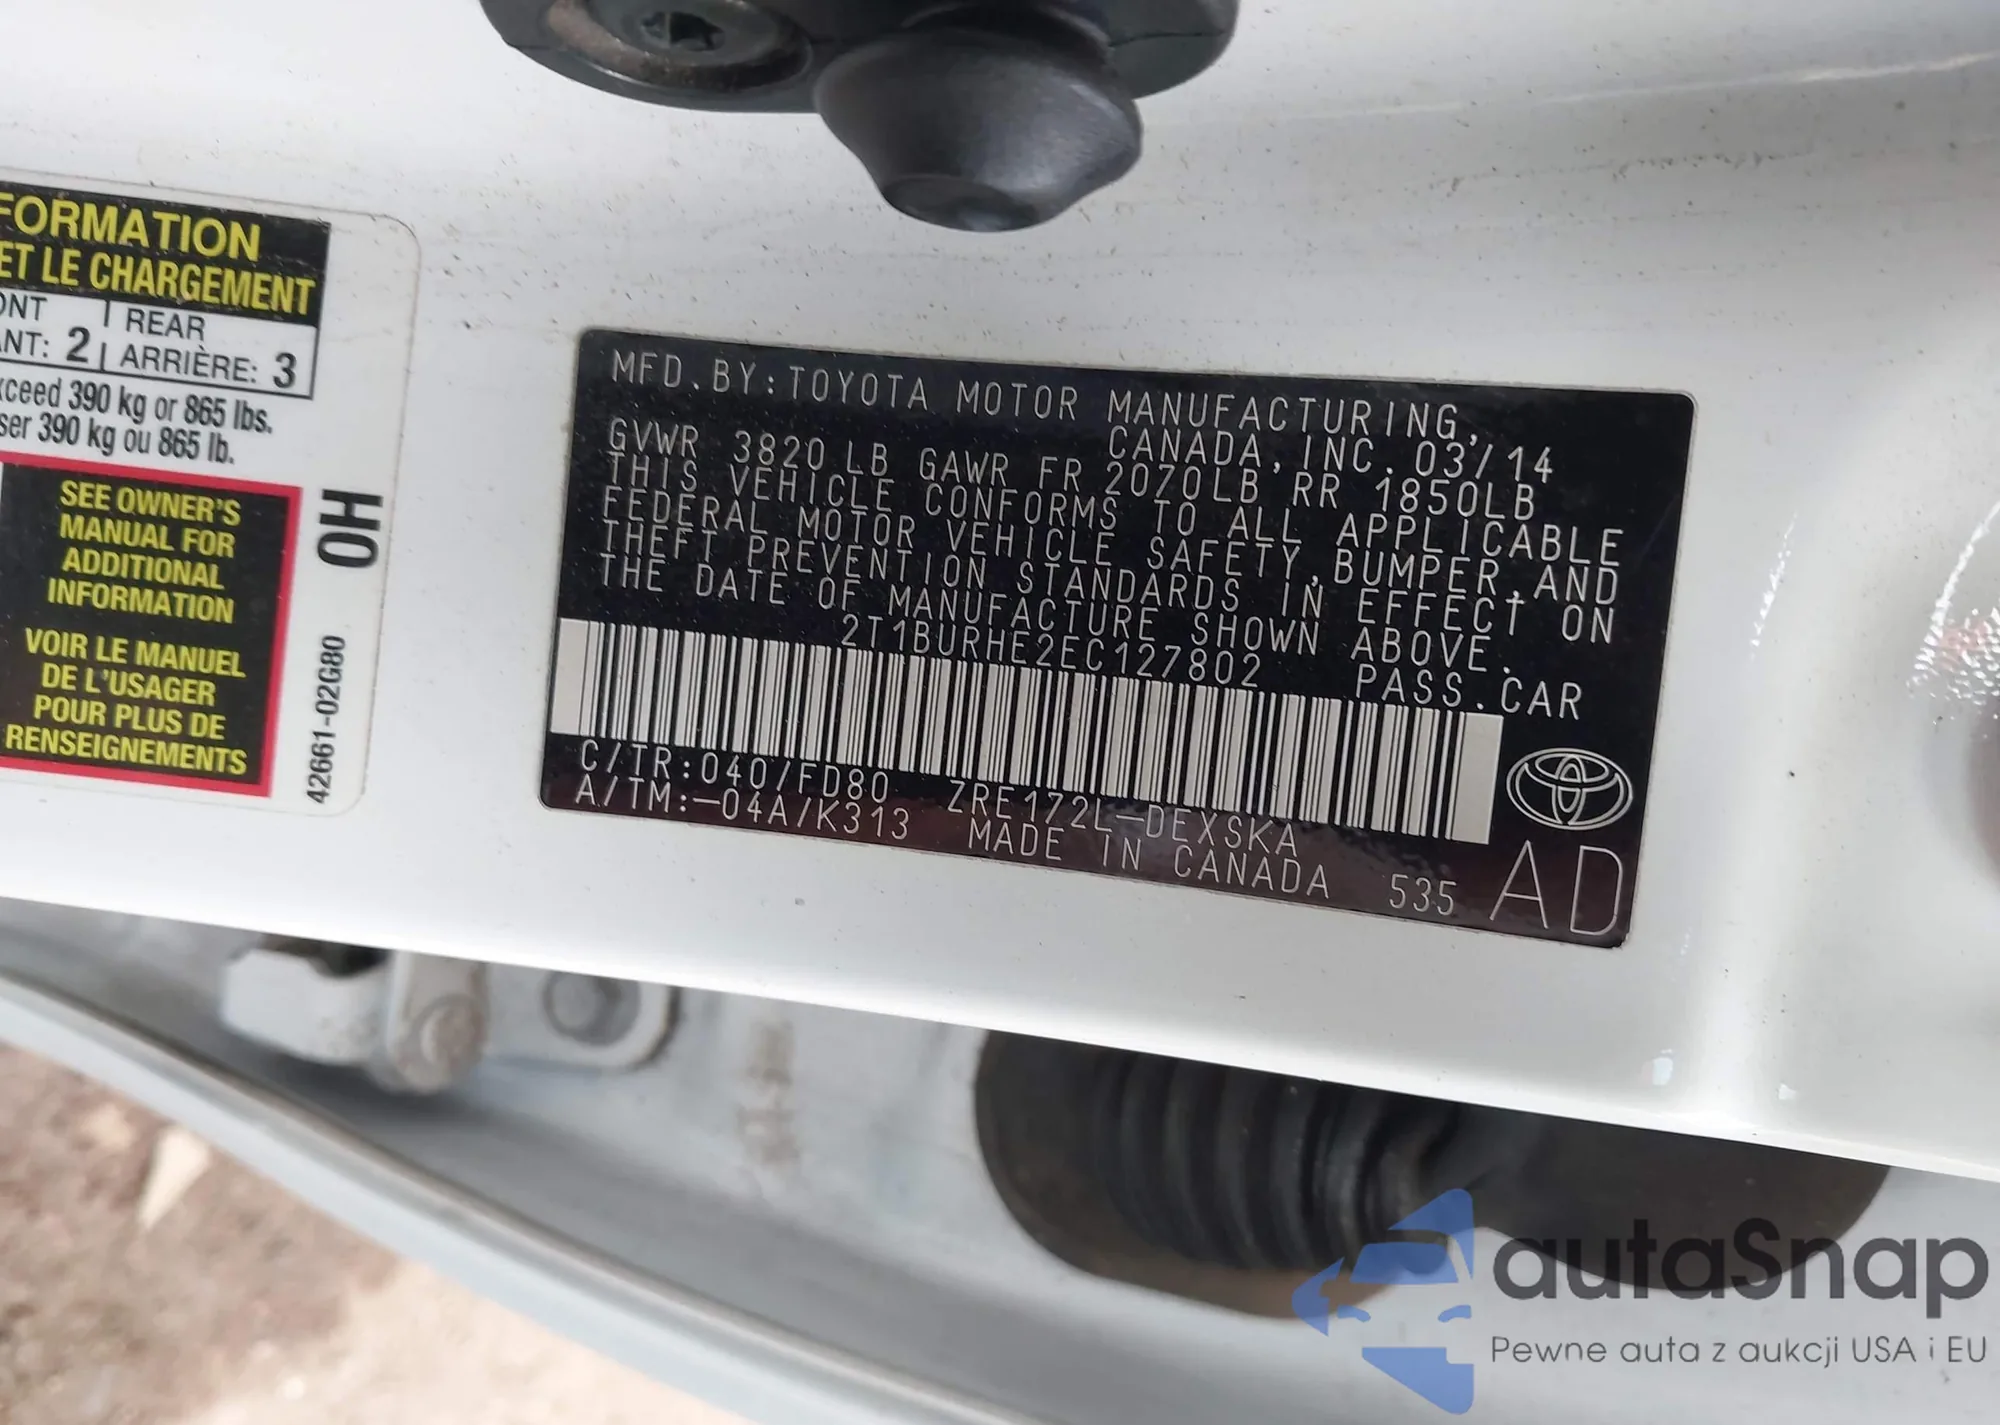 FORMATION
ET LE CHARGEMENT
REAR
ANT: 2 ARRIÈRE: 3
390 kg or 865 lbs.
390 kg ou 865 lb.
SEE OWNER'S
MANUAL FOR
ADDITIONAL
INFORMATION
VOIR LE MANUEL
DE L'USAGER
POUR PLUS DE
RENSEIGNEMENTS
0H
42661-02G80
MFD.BY:TOYOTA MOTOR MANUFACTURING,
CANADA, INC. 03/14
GVWR 3820 LB GAWR FR 2070LB RR 1850LB
THIS VEHICLE CONFORMS TO ALL APPLICABLE
FEDERAL MOTOR VEHICLE SAFETY, BUMPER, AND
THEFT PREVENTION STANDARDS IN EFFECT ON
THE DATE OF MANUFACTURE SHOWN ABOVE.
2T1BURHE2EC127802 PASS.CAR
C/TR:040/FD80 ZRE172L-DEXSKA
A/TM:-04A/K313 MADE IN CANADA 535 AD
autaSnap
Pewne auta z aukcji USA i EU